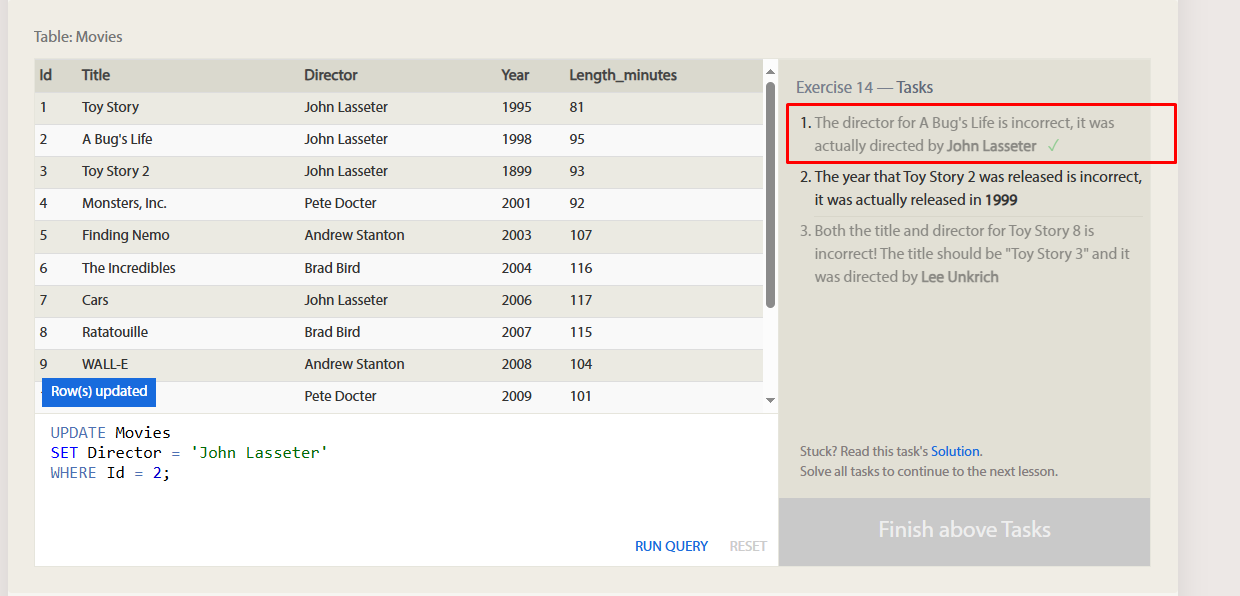 Table: Movies
Id Title Director Year Length_minutes
1 Toy Story John Lasseter 1995 81
2 A Bug's Life John Lasseter 1998 95
3 Toy Story 2 John Lasseter 1899 93
4 Monsters, Inc. Pete Docter 2001 92
5 Finding Nemo Andrew Stanton 2003 107
6 The Incredibles Brad Bird 2004 116
7 Cars John Lasseter 2006 117
8 Ratatouille Brad Bird 2007 115
9 WALL-E Andrew Stanton 2008 104
Pete Docter 2009 101
Row(s) updated
UPDATE Movies
SET Director = 'John Lasseter'
WHERE Id = 2;
RUN QUERY RESET
Exercise 14 — Tasks
1. The director for A Bug's Life is incorrect, it was
actually directed by John Lasseter ✓
2. The year that Toy Story 2 was released is incorrect,
it was actually released in 1999
3. Both the title and director for Toy Story 8 is
incorrect! The title should be "Toy Story 3" and it
was directed by Lee Unkrich
Stuck? Read this task's Solution.
Solve all tasks to continue to the next lesson.
Finish above Tasks